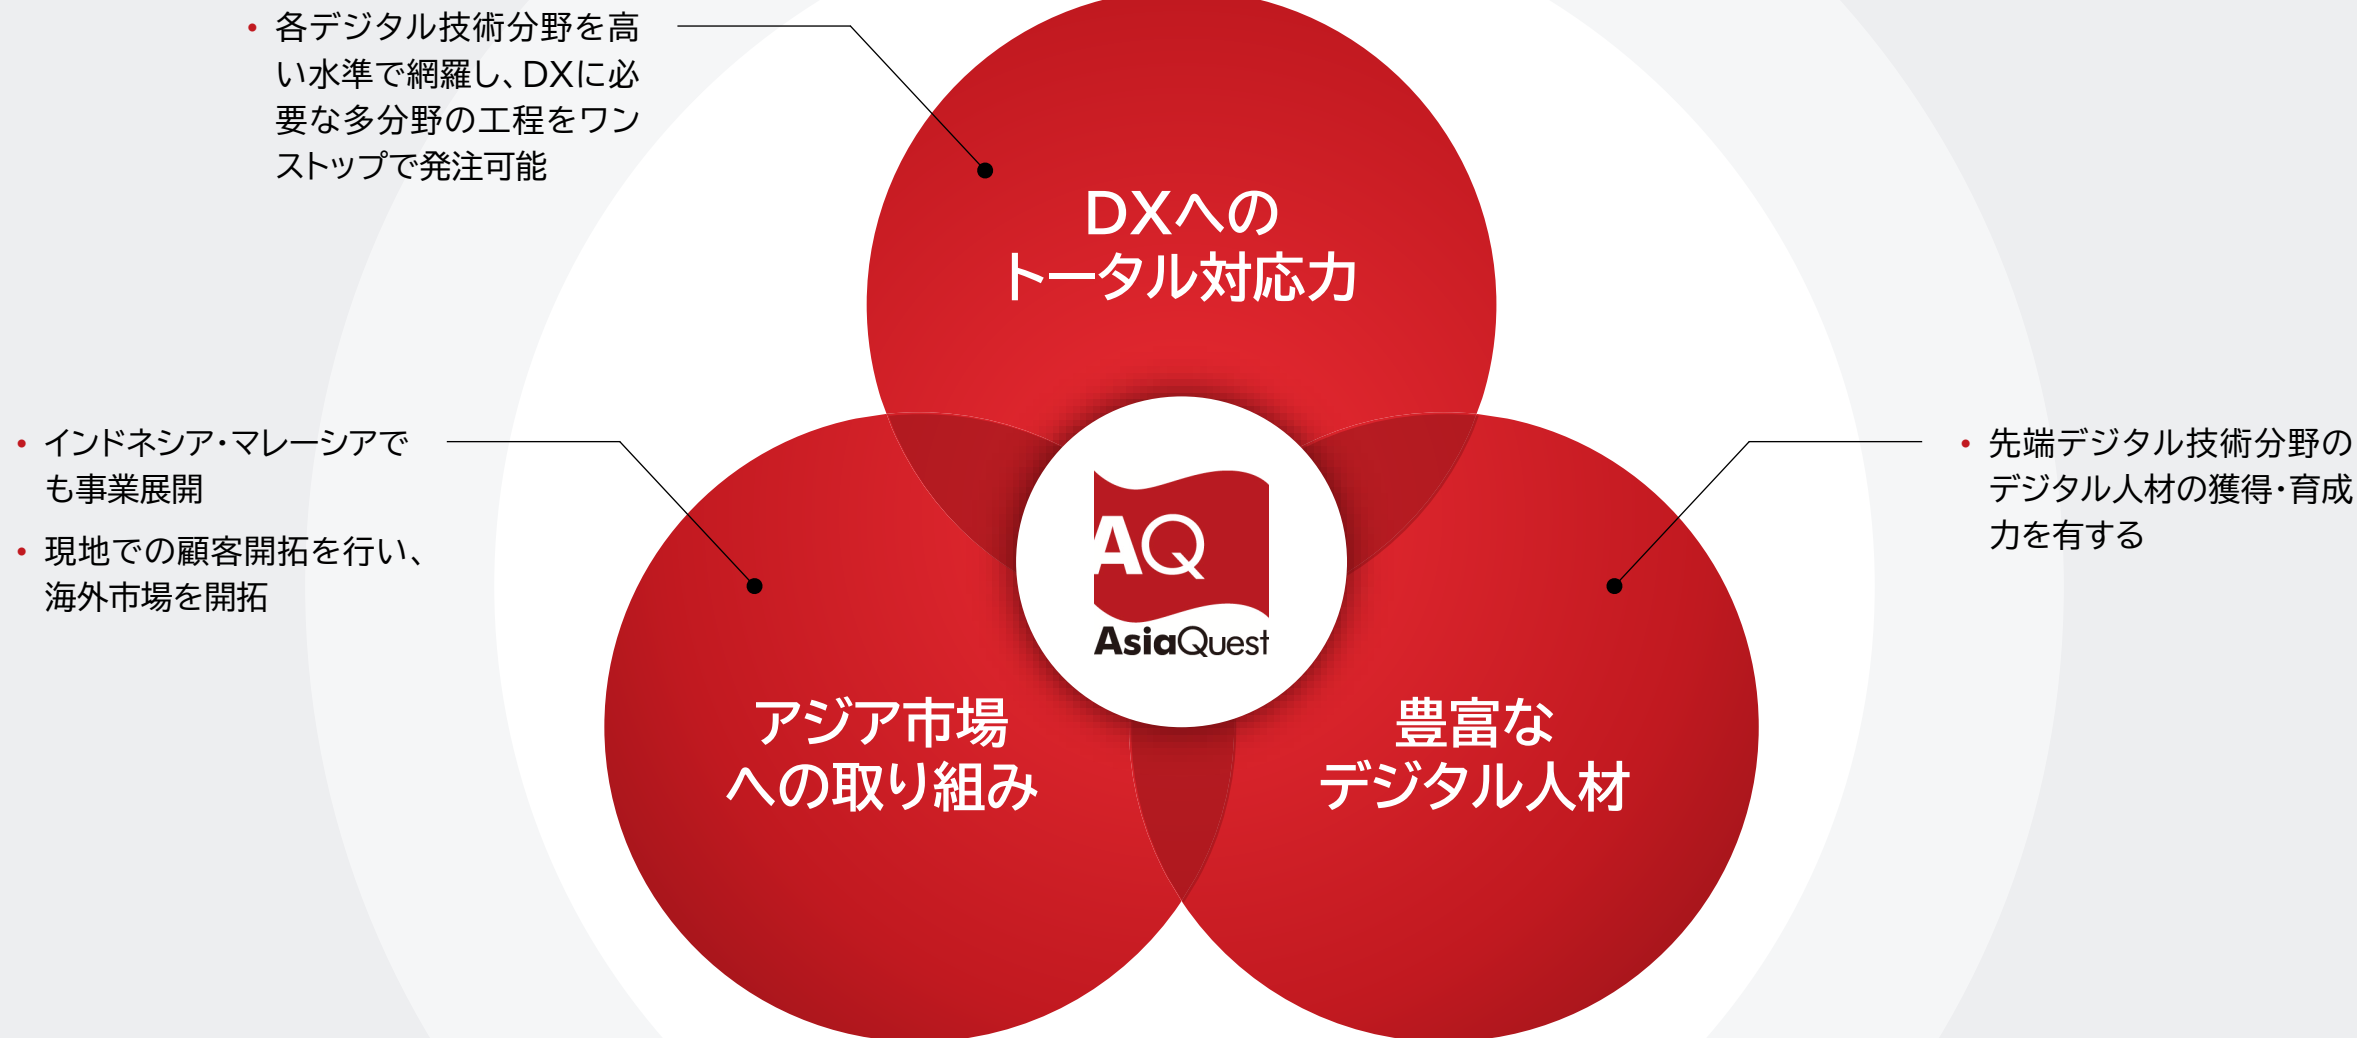 • 各デジタル技術分野を高
い水準で網羅し、DXに必
要な多分野の工程をワン
ストップで発注可能
DXへの
トータル対応力
• インドネシア・マレーシアで
も事業展開
• 現地での顧客開拓を行い、
海外市場を開拓
AQ
AsiaQuest
• 先端デジタル技術分野の
デジタル人材の獲得・育成
力を有する
アジア市場
への取り組み
豊富な
デジタル人材